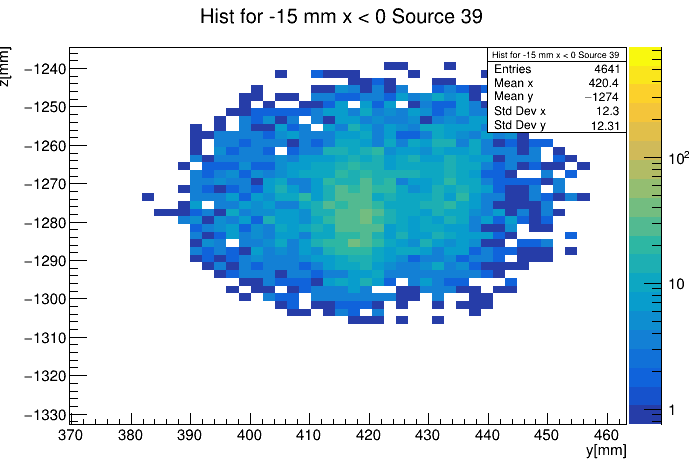 Hist for -15 mm x < 0 Source 39
z[mm]
Hist for -15 mm x < 0 Source 39
Entries 4641
Mean x 420.4
Mean y −1274
Std Dev x 12.3
Std Dev y 12.31
−1240
−1250
−1260
−1270
−1280
−1290
−1300
−1310
−1320
−1330
370 380 390 400 410 420 430 440 450 460
y[mm]
10²
10
1